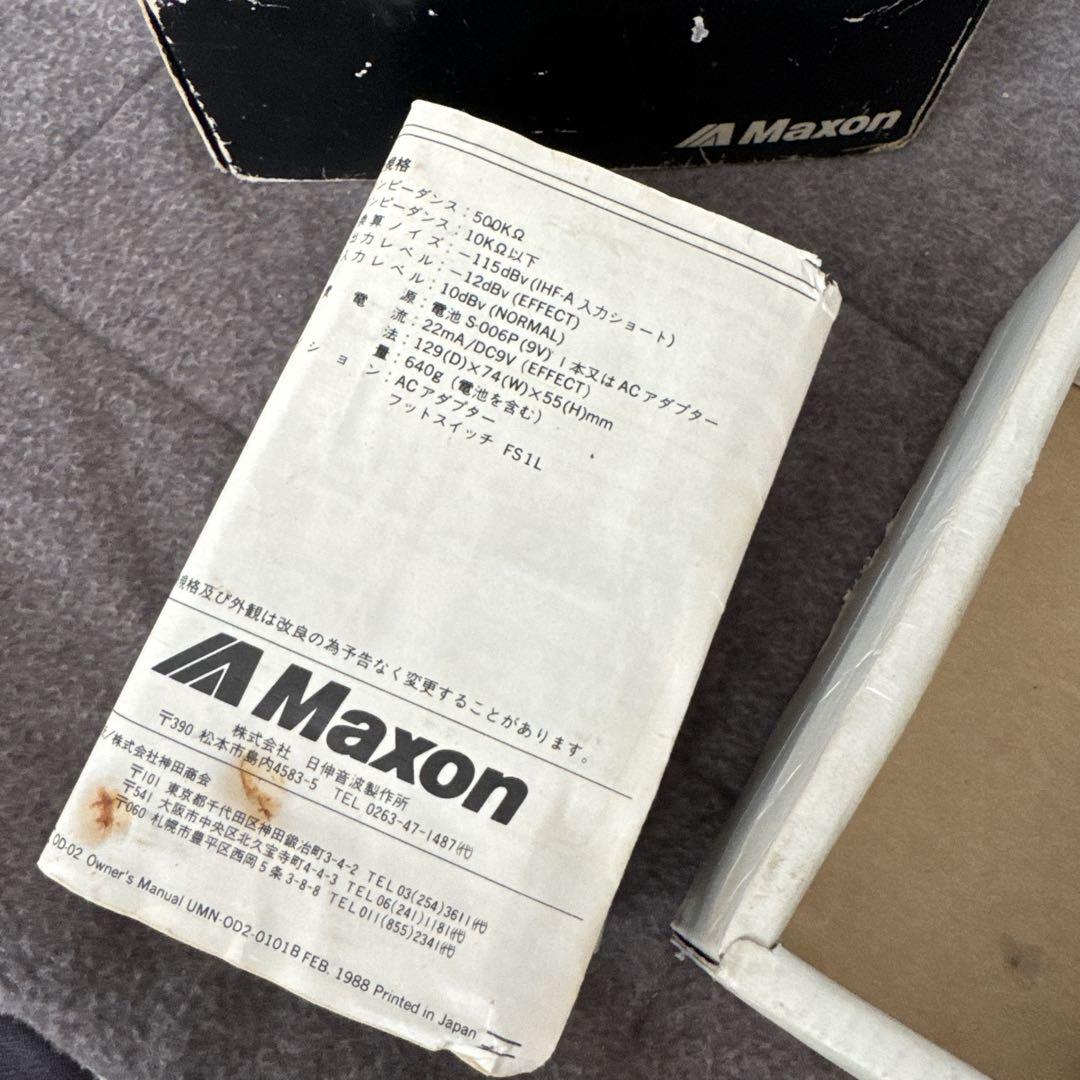 Maxon
規格
ンピーダンス：500KΩ
ンピーダンス：10KΩ以下
換算ノイズ：−115dBv(IHF-A 入力ショート)
出力レベル：−12dBv(EFFECT)
入力レベル：10dBv(NORMAL)
電源：電池 S-006P(9V) 1本又は AC アダプター
電流：22mA/DC9V (EFFECT)
法：129(D)×74(W)×55(H)mm
量：640g (電池を含む)
ション：AC アダプター
フットスイッチ FS1L
規格及び外観は改良の為予告なく変更することがあります。
Maxon
株式会社 日伸音波製作所
〒390 松本市島内4583-5 TEL 0263-47-1487㈹
/株式会社神田商会
〒101 東京都千代田区神田鍛冶町3-4-2 TEL 03(254)3611㈹
〒541 大阪市中央区北久宝寺町4-4-3 TEL 06(241)1181㈹
〒060 札幌市豊平区西岡5条3-8-8 TEL 011(855)2341㈹
OD-02 Owner's Manual UMN-OD2-0101B FEB. 1988 Printed in Japan